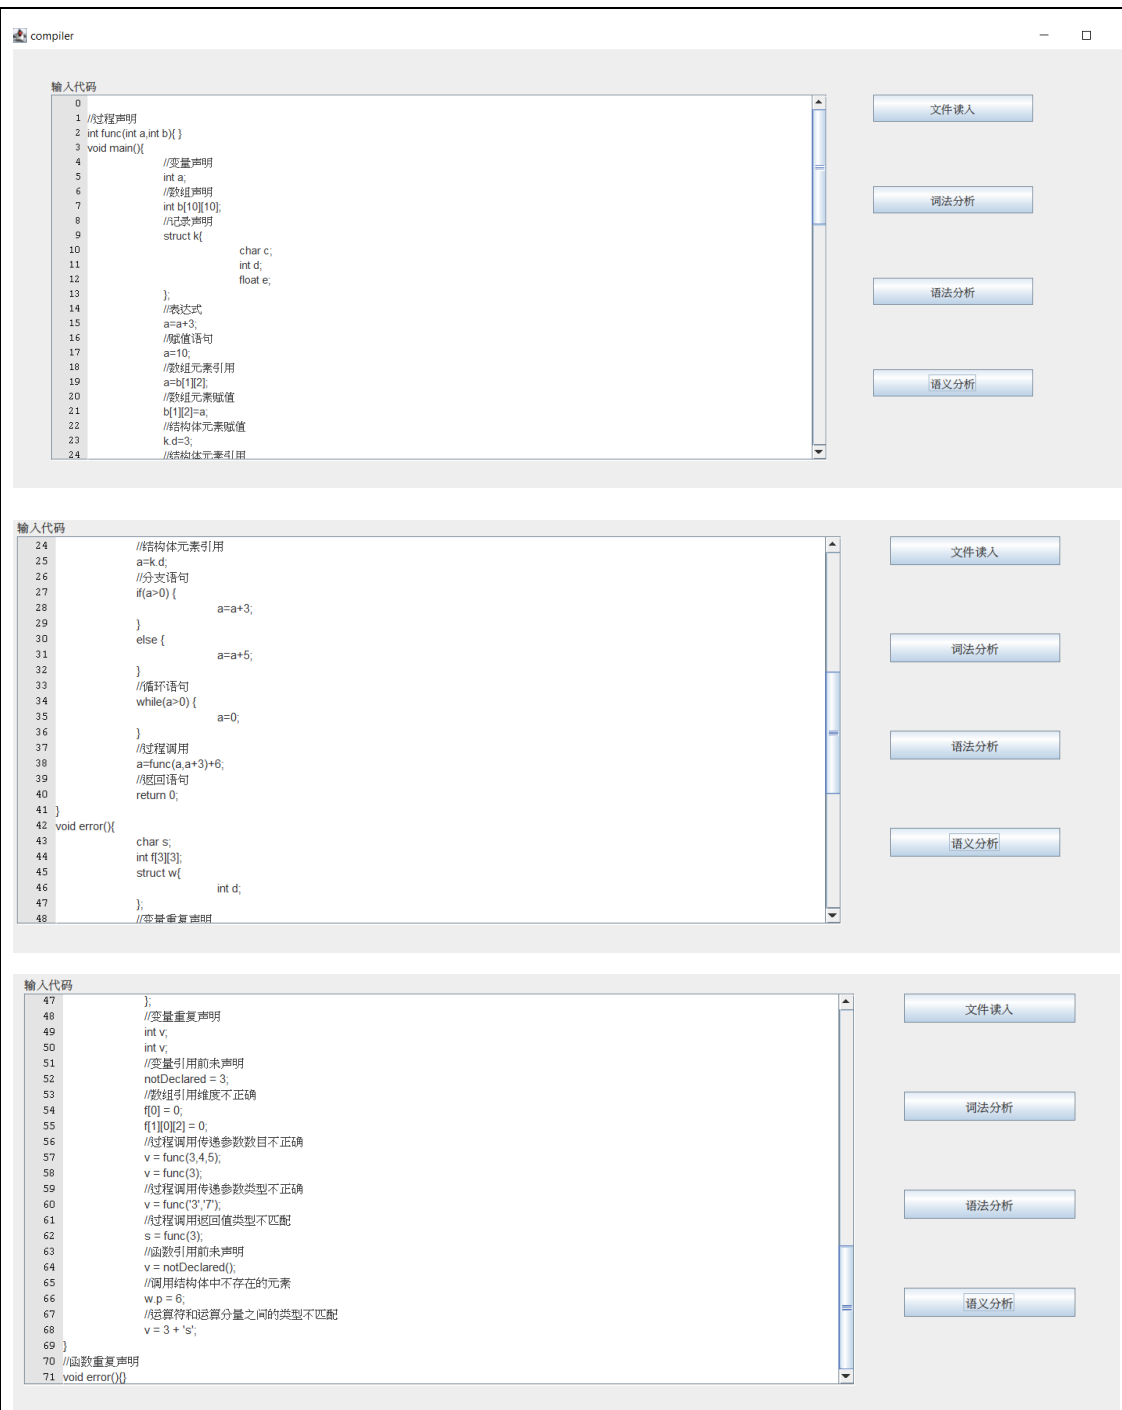 compiler
输入代码
文件读入
词法分析
语法分析
语义分析
0
1 //过程声明
2 int func(int a,int b){ }
3 void main(){
4 //变量声明
5 int a;
6 //数组声明
7 int b[10][10];
8 //记录声明
9 struct k{
10 char c;
11 int d;
12 float e;
13 };
14 //表达式
15 a=a+3;
16 //赋值语句
17 a=10;
18 //数组元素引用
19 a=b[1][2];
20 //数组元素赋值
21 b[1][2]=a;
22 //结构体元素赋值
23 k.d=3;
24 //结构体元素引用
输入代码
文件读入
词法分析
语法分析
语义分析
24 //结构体元素引用
25 a=k.d;
26 //分支语句
27 if(a>0) {
28 a=a+3;
29 }
30 else {
31 a=a+5;
32 }
33 //循环语句
34 while(a>0) {
35 a=0;
36 }
37 //过程调用
38 a=func(a,a+3)+6;
39 //返回语句
40 return 0;
41 }
42 void error(){
43 char s;
44 int f[3][3];
45 struct w{
46 int d;
47 };
48 //变量重复声明
输入代码
文件读入
词法分析
语法分析
语义分析
47 };
48 //变量重复声明
49 int v;
50 int v;
51 //变量引用前未声明
52 notDeclared = 3;
53 //数组引用维度不正确
54 f[0] = 0;
55 f[1][0][2] = 0;
56 //过程调用传递参数数目不正确
57 v = func(3,4,5);
58 v = func(3);
59 //过程调用传递参数类型不正确
60 v = func('3','7');
61 //过程调用返回值类型不匹配
62 s = func(3);
63 //函数引用前未声明
64 v = notDeclared();
65 //调用结构体中不存在的元素
66 w.p = 6;
67 //运算符和运算分量之间的类型不匹配
68 v = 3 + 's';
69 }
70 //函数重复声明
71 void error(){}